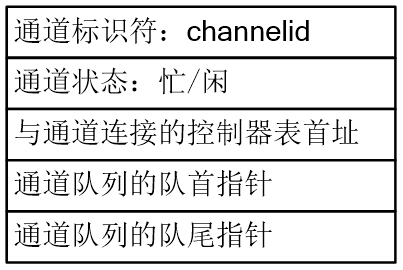 通道标识符：channelid
通道状态：忙/闲
与通道连接的控制器表首址
通道队列的队首指针
通道队列的队尾指针